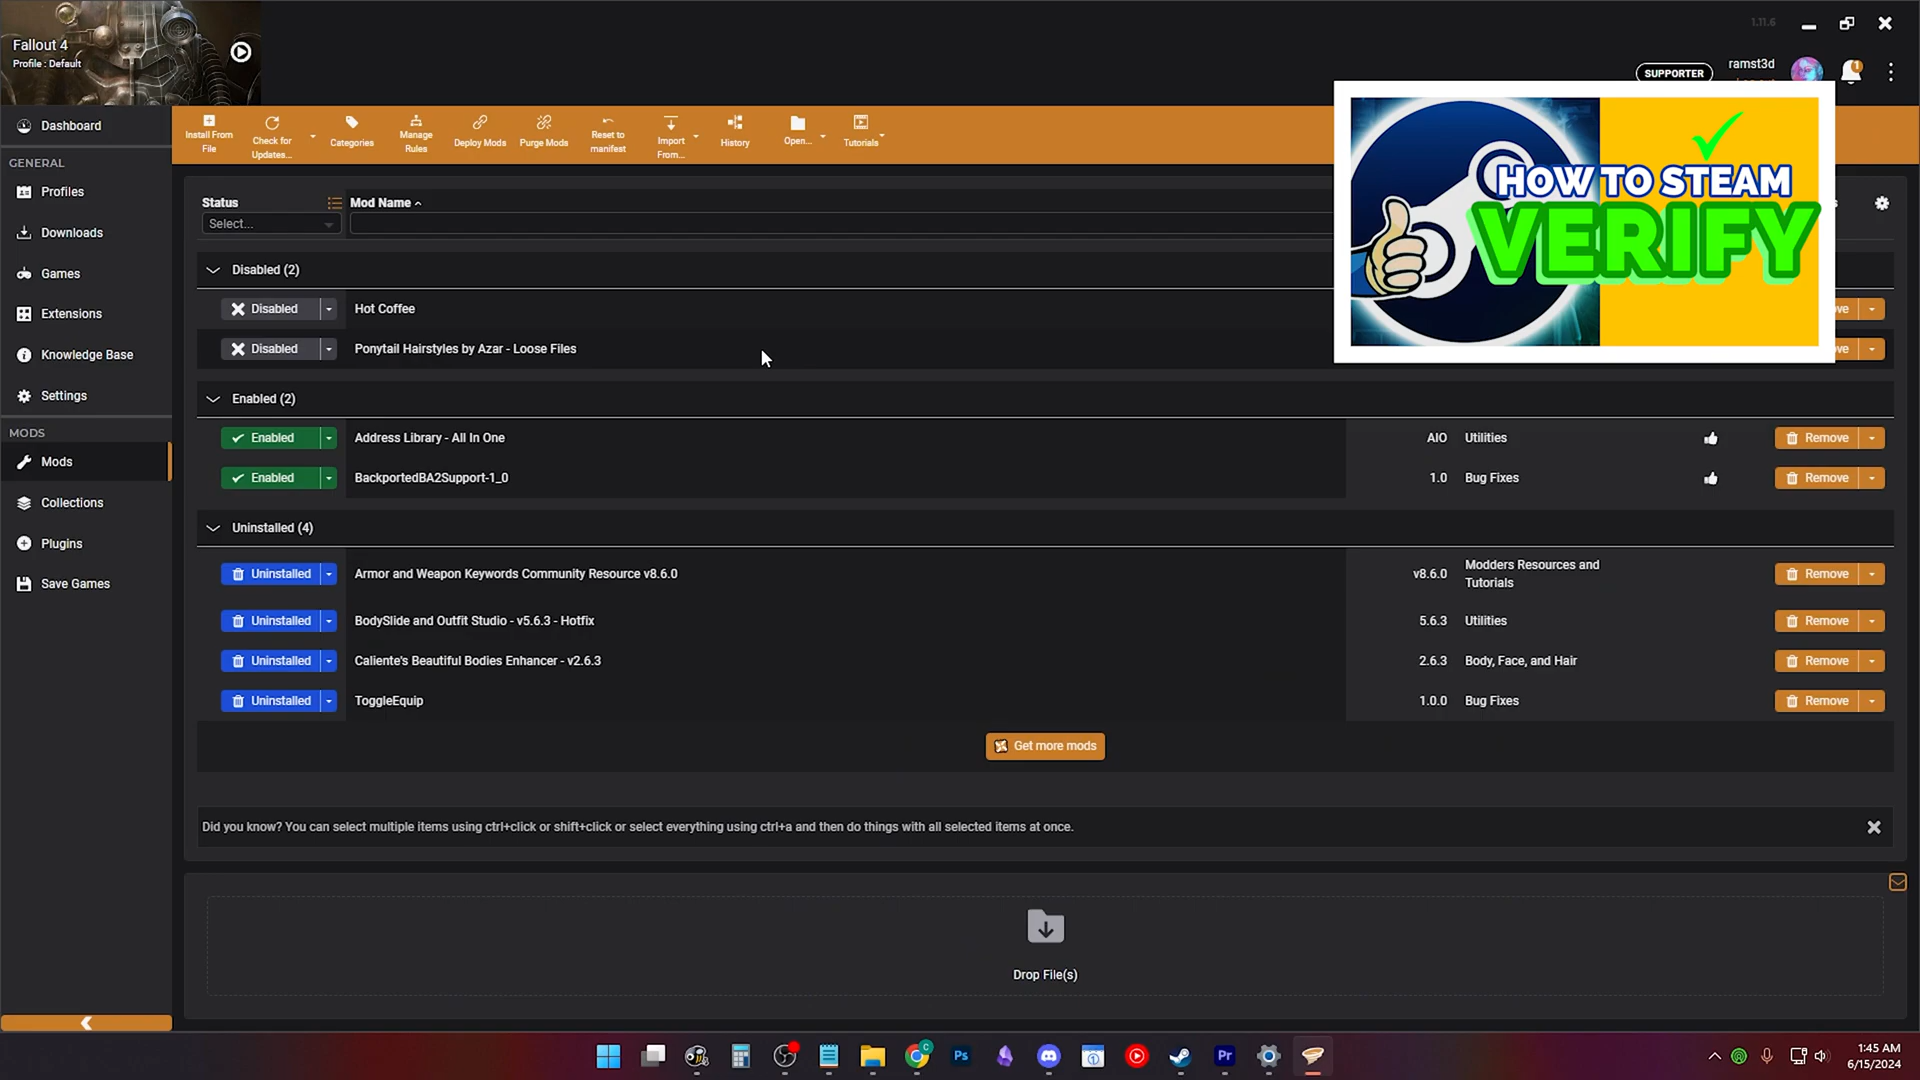 1.11.6
Fallout 4
Profile : Default
SUPPORTER
ramst3d
1
Dashboard
GENERAL
Profiles
Downloads
Games
Extensions
Knowledge Base
Settings
MODS
Mods
Collections
Plugins
Save Games
Install From
File
Check for
Updates...
Categories
Manage
Rules
Deploy Mods
Purge Mods
Reset to
manifest
Import
From...
History
Open...
Tutorials
HOW TO STEAM
VERIFY
Status
Mod Name
Select...
Disabled (2)
Disabled
Hot Coffee
Disabled
Ponytail Hairstyles by Azar - Loose Files
Enabled (2)
Enabled
Address Library - All In One
AIO
Utilities
Remove
Enabled
BackportedBA2Support-1_0
1.0
Bug Fixes
Remove
Uninstalled (4)
Uninstalled
Armor and Weapon Keywords Community Resource v8.6.0
v8.6.0
Modders Resources and
Tutorials
Remove
Uninstalled
BodySlide and Outfit Studio - v5.6.3 - Hotfix
5.6.3
Utilities
Remove
Uninstalled
Caliente's Beautiful Bodies Enhancer - v2.6.3
2.6.3
Body, Face, and Hair
Remove
Uninstalled
ToggleEquip
1.0.0
Bug Fixes
Remove
Get more mods
Did you know? You can select multiple items using ctrl+click or shift+click or select everything using ctrl+a and then do things with all selected items at once.
Drop File(s)
C
Ps
Pr
1:45 AM
6/15/2024